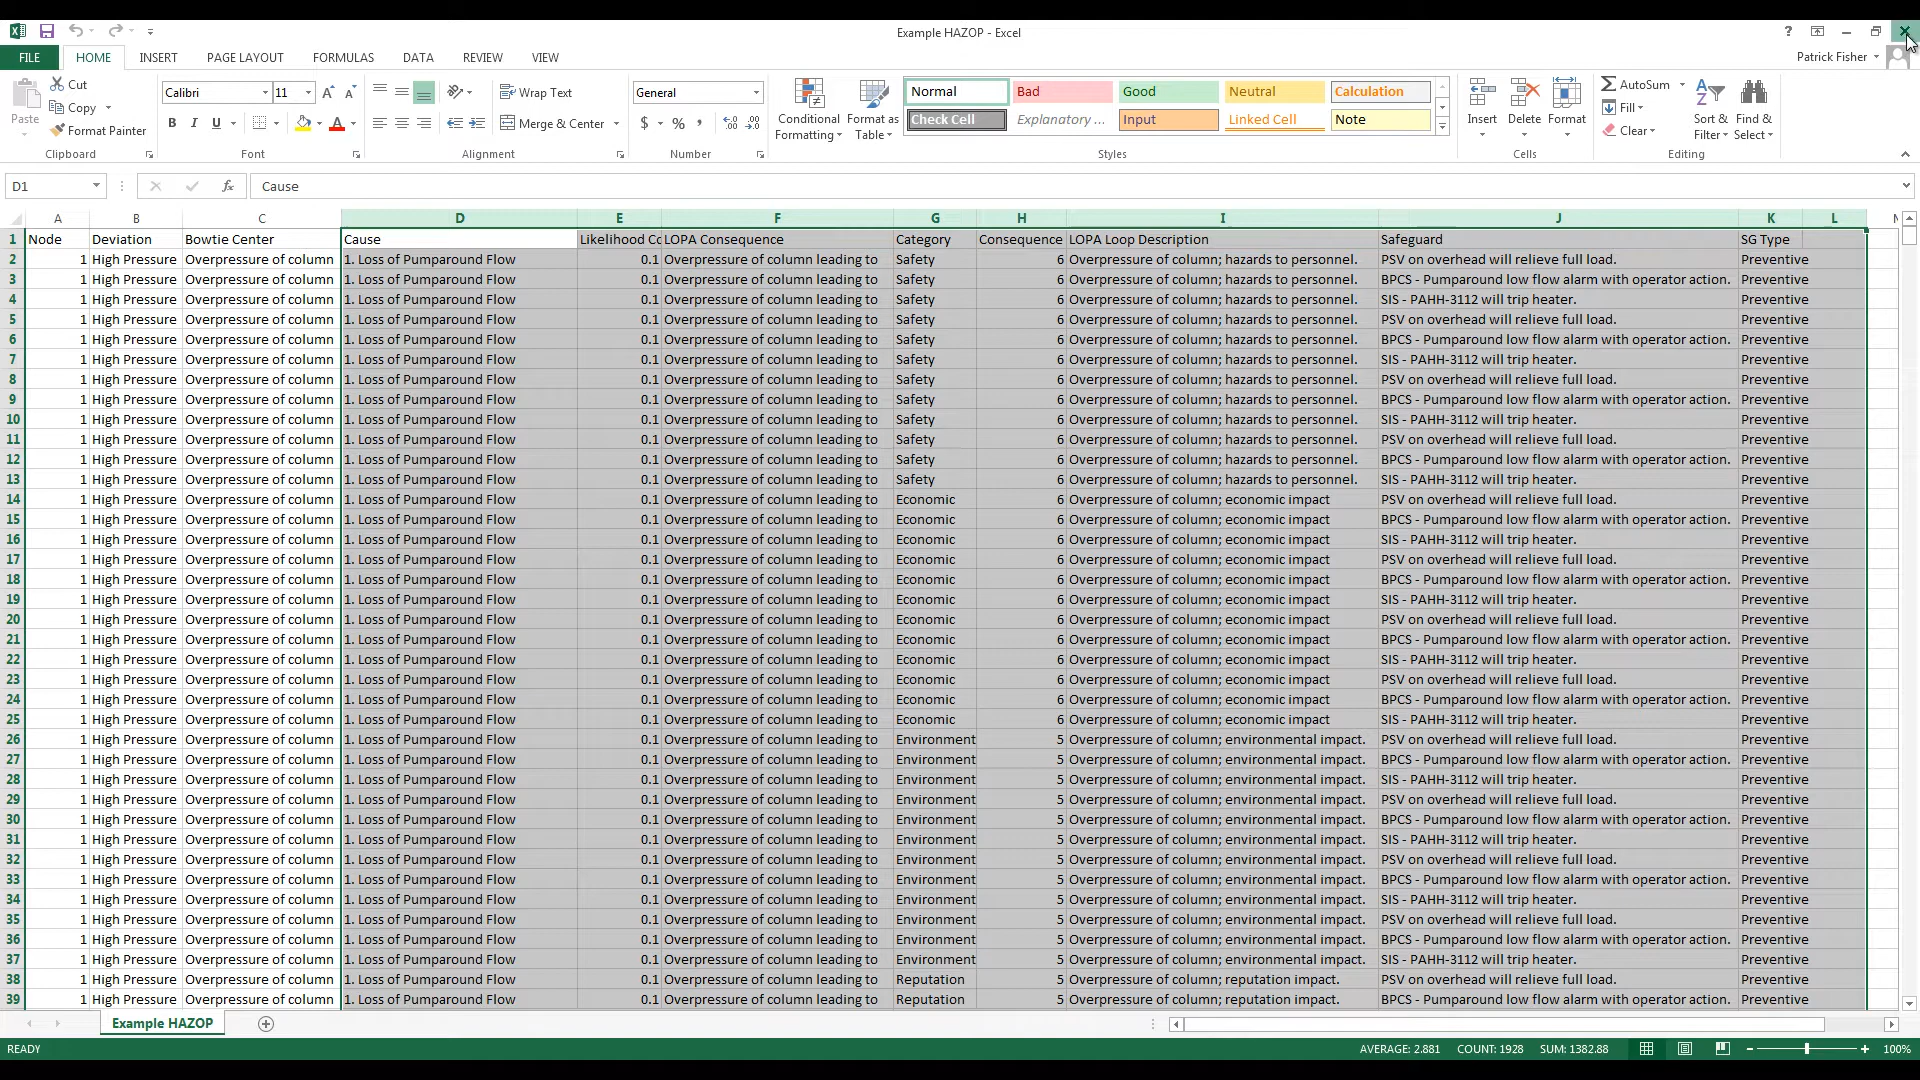 Example HAZOP - Excel
FILE HOME INSERT PAGE LAYOUT FORMULAS DATA REVIEW VIEW Patrick Fisher
Paste Cut Copy Format Painter Clipboard
Calibri 11 B I U Font
Wrap Text Merge & Center Alignment
General $ % , Number
Conditional Formatting Format as Table
Normal Bad Good Neutral Calculation
Check Cell Explanatory ... Input Linked Cell Note
Styles
Insert Delete Format Cells
AutoSum Fill Clear Sort & Filter Find & Select Editing
D1 fx Cause
A B C D E F G H I J K L
1 Node Deviation Bowtie Center Cause Likelihood Co LOPA Consequence Category Consequence LOPA Loop Description Safeguard SG Type
2 1 High Pressure Overpressure of column 1. Loss of Pumparound Flow 0.1 Overpressure of column leading to Safety 6 Overpressure of column; hazards to personnel. PSV on overhead will relieve full load. Preventive
3 1 High Pressure Overpressure of column 1. Loss of Pumparound Flow 0.1 Overpressure of column leading to Safety 6 Overpressure of column; hazards to personnel. BPCS - Pumparound low flow alarm with operator action. Preventive
4 1 High Pressure Overpressure of column 1. Loss of Pumparound Flow 0.1 Overpressure of column leading to Safety 6 Overpressure of column; hazards to personnel. SIS - PAHH-3112 will trip heater. Preventive
5 1 High Pressure Overpressure of column 1. Loss of Pumparound Flow 0.1 Overpressure of column leading to Safety 6 Overpressure of column; hazards to personnel. PSV on overhead will relieve full load. Preventive
6 1 High Pressure Overpressure of column 1. Loss of Pumparound Flow 0.1 Overpressure of column leading to Safety 6 Overpressure of column; hazards to personnel. BPCS - Pumparound low flow alarm with operator action. Preventive
7 1 High Pressure Overpressure of column 1. Loss of Pumparound Flow 0.1 Overpressure of column leading to Safety 6 Overpressure of column; hazards to personnel. SIS - PAHH-3112 will trip heater. Preventive
8 1 High Pressure Overpressure of column 1. Loss of Pumparound Flow 0.1 Overpressure of column leading to Safety 6 Overpressure of column; hazards to personnel. PSV on overhead will relieve full load. Preventive
9 1 High Pressure Overpressure of column 1. Loss of Pumparound Flow 0.1 Overpressure of column leading to Safety 6 Overpressure of column; hazards to personnel. BPCS - Pumparound low flow alarm with operator action. Preventive
10 1 High Pressure Overpressure of column 1. Loss of Pumparound Flow 0.1 Overpressure of column leading to Safety 6 Overpressure of column; hazards to personnel. SIS - PAHH-3112 will trip heater. Preventive
11 1 High Pressure Overpressure of column 1. Loss of Pumparound Flow 0.1 Overpressure of column leading to Safety 6 Overpressure of column; hazards to personnel. PSV on overhead will relieve full load. Preventive
12 1 High Pressure Overpressure of column 1. Loss of Pumparound Flow 0.1 Overpressure of column leading to Safety 6 Overpressure of column; hazards to personnel. BPCS - Pumparound low flow alarm with operator action. Preventive
13 1 High Pressure Overpressure of column 1. Loss of Pumparound Flow 0.1 Overpressure of column leading to Safety 6 Overpressure of column; hazards to personnel. SIS - PAHH-3112 will trip heater. Preventive
14 1 High Pressure Overpressure of column 1. Loss of Pumparound Flow 0.1 Overpressure of column leading to Economic 6 Overpressure of column; economic impact PSV on overhead will relieve full load. Preventive
15 1 High Pressure Overpressure of column 1. Loss of Pumparound Flow 0.1 Overpressure of column leading to Economic 6 Overpressure of column; economic impact BPCS - Pumparound low flow alarm with operator action. Preventive
16 1 High Pressure Overpressure of column 1. Loss of Pumparound Flow 0.1 Overpressure of column leading to Economic 6 Overpressure of column; economic impact SIS - PAHH-3112 will trip heater. Preventive
17 1 High Pressure Overpressure of column 1. Loss of Pumparound Flow 0.1 Overpressure of column leading to Economic 6 Overpressure of column; economic impact PSV on overhead will relieve full load. Preventive
18 1 High Pressure Overpressure of column 1. Loss of Pumparound Flow 0.1 Overpressure of column leading to Economic 6 Overpressure of column; economic impact BPCS - Pumparound low flow alarm with operator action. Preventive
19 1 High Pressure Overpressure of column 1. Loss of Pumparound Flow 0.1 Overpressure of column leading to Economic 6 Overpressure of column; economic impact SIS - PAHH-3112 will trip heater. Preventive
20 1 High Pressure Overpressure of column 1. Loss of Pumparound Flow 0.1 Overpressure of column leading to Economic 6 Overpressure of column; economic impact PSV on overhead will relieve full load. Preventive
21 1 High Pressure Overpressure of column 1. Loss of Pumparound Flow 0.1 Overpressure of column leading to Economic 6 Overpressure of column; economic impact BPCS - Pumparound low flow alarm with operator action. Preventive
22 1 High Pressure Overpressure of column 1. Loss of Pumparound Flow 0.1 Overpressure of column leading to Economic 6 Overpressure of column; economic impact SIS - PAHH-3112 will trip heater. Preventive
23 1 High Pressure Overpressure of column 1. Loss of Pumparound Flow 0.1 Overpressure of column leading to Economic 6 Overpressure of column; economic impact PSV on overhead will relieve full load. Preventive
24 1 High Pressure Overpressure of column 1. Loss of Pumparound Flow 0.1 Overpressure of column leading to Economic 6 Overpressure of column; economic impact BPCS - Pumparound low flow alarm with operator action. Preventive
25 1 High Pressure Overpressure of column 1. Loss of Pumparound Flow 0.1 Overpressure of column leading to Economic 6 Overpressure of column; economic impact SIS - PAHH-3112 will trip heater. Preventive
26 1 High Pressure Overpressure of column 1. Loss of Pumparound Flow 0.1 Overpressure of column leading to Environment 5 Overpressure of column; environmental impact. PSV on overhead will relieve full load. Preventive
27 1 High Pressure Overpressure of column 1. Loss of Pumparound Flow 0.1 Overpressure of column leading to Environment 5 Overpressure of column; environmental impact. BPCS - Pumparound low flow alarm with operator action. Preventive
28 1 High Pressure Overpressure of column 1. Loss of Pumparound Flow 0.1 Overpressure of column leading to Environment 5 Overpressure of column; environmental impact. SIS - PAHH-3112 will trip heater. Preventive
29 1 High Pressure Overpressure of column 1. Loss of Pumparound Flow 0.1 Overpressure of column leading to Environment 5 Overpressure of column; environmental impact. PSV on overhead will relieve full load. Preventive
30 1 High Pressure Overpressure of column 1. Loss of Pumparound Flow 0.1 Overpressure of column leading to Environment 5 Overpressure of column; environmental impact. BPCS - Pumparound low flow alarm with operator action. Preventive
31 1 High Pressure Overpressure of column 1. Loss of Pumparound Flow 0.1 Overpressure of column leading to Environment 5 Overpressure of column; environmental impact. SIS - PAHH-3112 will trip heater. Preventive
32 1 High Pressure Overpressure of column 1. Loss of Pumparound Flow 0.1 Overpressure of column leading to Environment 5 Overpressure of column; environmental impact. PSV on overhead will relieve full load. Preventive
33 1 High Pressure Overpressure of column 1. Loss of Pumparound Flow 0.1 Overpressure of column leading to Environment 5 Overpressure of column; environmental impact. BPCS - Pumparound low flow alarm with operator action. Preventive
34 1 High Pressure Overpressure of column 1. Loss of Pumparound Flow 0.1 Overpressure of column leading to Environment 5 Overpressure of column; environmental impact. SIS - PAHH-3112 will trip heater. Preventive
35 1 High Pressure Overpressure of column 1. Loss of Pumparound Flow 0.1 Overpressure of column leading to Environment 5 Overpressure of column; environmental impact. PSV on overhead will relieve full load. Preventive
36 1 High Pressure Overpressure of column 1. Loss of Pumparound Flow 0.1 Overpressure of column leading to Environment 5 Overpressure of column; environmental impact. BPCS - Pumparound low flow alarm with operator action. Preventive
37 1 High Pressure Overpressure of column 1. Loss of Pumparound Flow 0.1 Overpressure of column leading to Environment 5 Overpressure of column; environmental impact. SIS - PAHH-3112 will trip heater. Preventive
38 1 High Pressure Overpressure of column 1. Loss of Pumparound Flow 0.1 Overpressure of column leading to Reputation 5 Overpressure of column; reputation impact. PSV on overhead will relieve full load. Preventive
39 1 High Pressure Overpressure of column 1. Loss of Pumparound Flow 0.1 Overpressure of column leading to Reputation 5 Overpressure of column; reputation impact. BPCS - Pumparound low flow alarm with operator action. Preventive
Example HAZOP
READY AVERAGE: 2.881 COUNT: 1928 SUM: 1382.88 100%